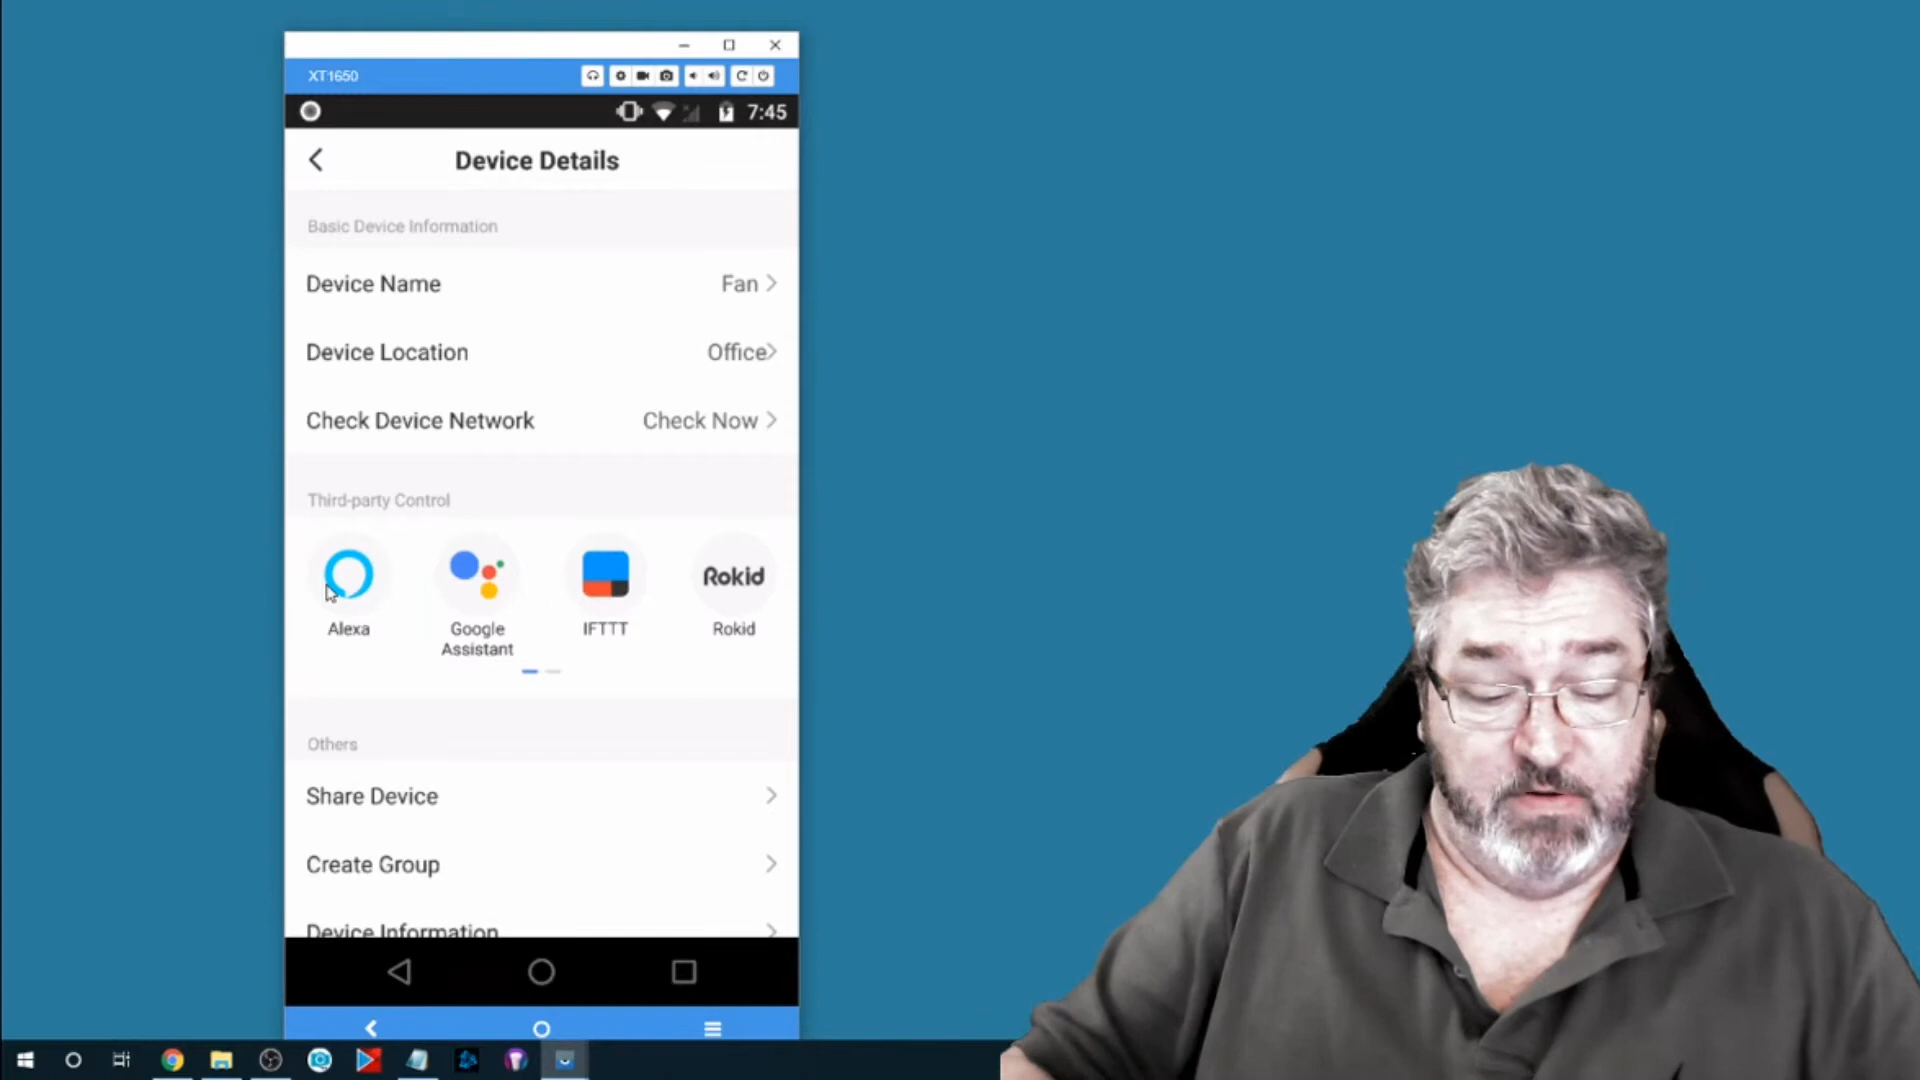 XT1650
7:45
Device Details
Basic Device Information
Device Name Fan
Device Location Office
Check Device Network Check Now
Third-party Control
Rokid
Alexa Google Assistant IFTTT Rokid
Others
Share Device
Create Group
Device Information